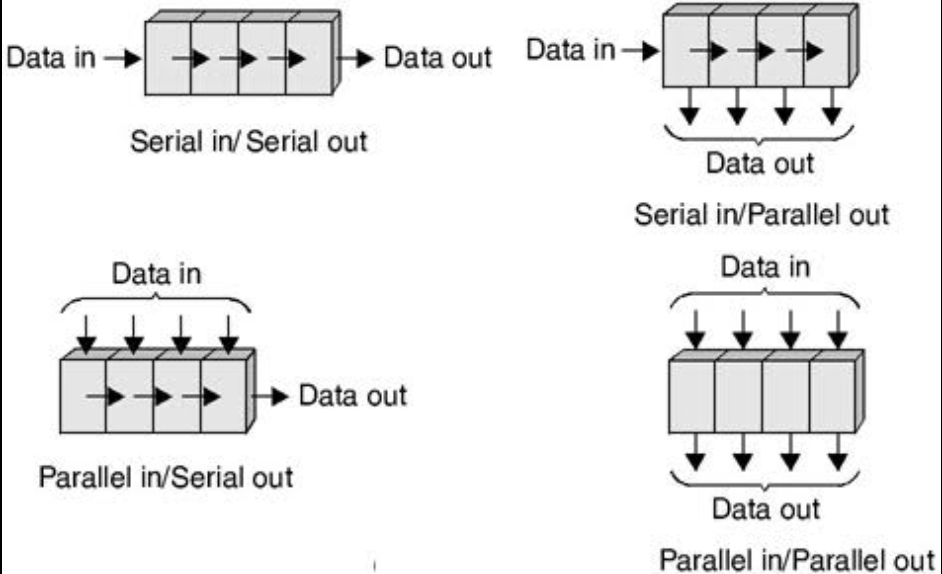 Data in
Data out
Serial in/ Serial out
Data in
Data out
Serial in/Parallel out
Data in
Data out
Parallel in/Serial out
Data in
Data out
Parallel in/Parallel out